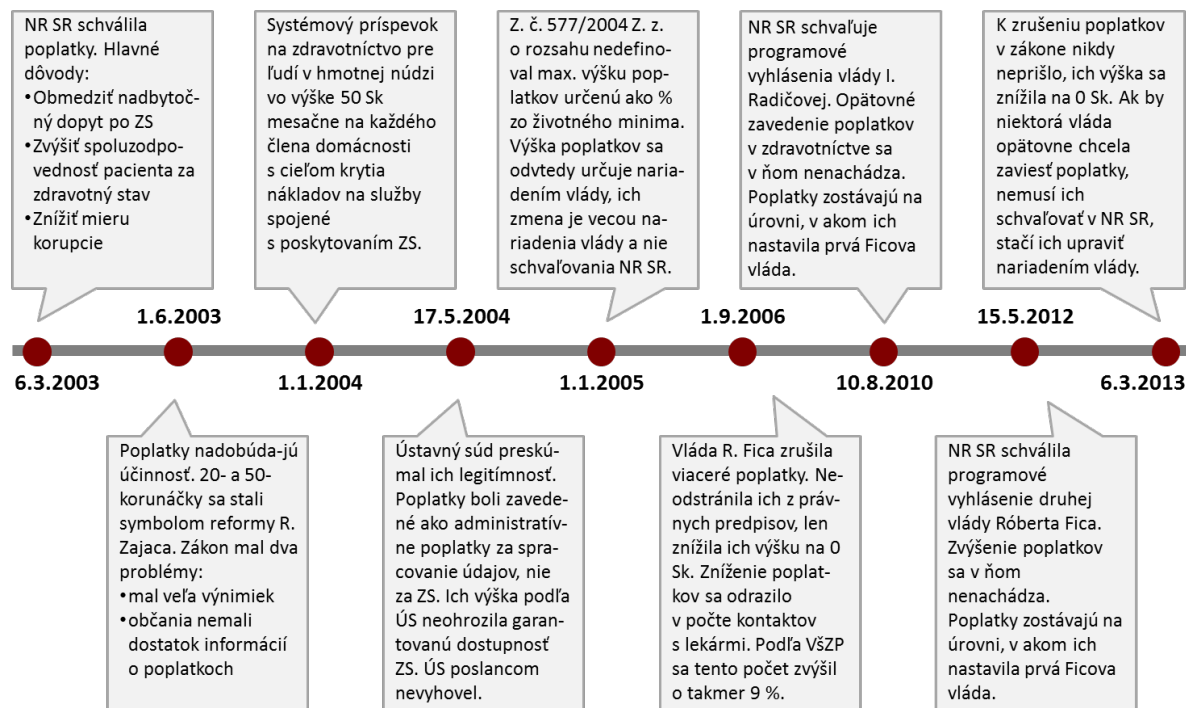 NR SR schválila
poplatky. Hlavné
dôvody:
•Obmedziť nadbytoč-
ný dopyt po ZS
•Zvýšiť spoluzodpo-
vednosť pacienta za
zdravotný stav
•Znížiť mieru
korupcie
Systémový príspevok
na zdravotníctvo pre
ľudí v hmotnej núdzi
vo výške 50 Sk
mesačne na každého
člena domácnosti
s cieľom krytia
nákladov na služby
spojené
s poskytovaním ZS.
Z. č. 577/2004 Z. z.
o rozsahu nedefino-
val max. výšku pop-
latkov určenú ako %
zo životného minima.
Výška poplatkov sa
odvtedy určuje naria-
dením vlády, ich
zmena je vecou na-
riadenia vlády a nie
schvaľovania NR SR.
NR SR schvaľuje
programové
vyhlásenia vlády I.
Radičovej. Opätovné
zavedenie poplatkov
v zdravotníctve sa
v ňom nenachádza.
Poplatky zostávajú na
úrovni, v akom ich
nastavila prvá Ficova
vláda.
K zrušeniu poplatkov
v zákone nikdy
neprišlo, ich výška sa
znížila na 0 Sk. Ak by
niektorá vláda
opätovne chcela
zaviesť poplatky,
nemusí ich
schvaľovať v NR SR,
stačí ich upraviť
nariadením vlády.
1.6.2003
17.5.2004
1.9.2006
15.5.2012
6.3.2003
1.1.2004
1.1.2005
10.8.2010
6.3.2013
Poplatky nadobúda-jú
účinnosť. 20- a 50-
korunáčky sa stali
symbolom reformy R.
Zajaca. Zákon mal dva
problémy:
•mal veľa výnimiek
•občania nemali
dostatok informácií
o poplatkoch
Ústavný súd preskú-
mal ich legitímnosť.
Poplatky boli zavede-
né ako administratív-
ne poplatky za spra-
covanie údajov, nie
za ZS. Ich výška podľa
ÚS neohrozila garan-
tovanú dostupnosť
ZS. ÚS poslancom
nevyhovel.
Vláda R. Fica zrušila
viaceré poplatky. Ne-
odstránila ich z práv-
nych predpisov, len
znížila ich výšku na 0
Sk. Zníženie poplat-
kov sa odrazilo
v počte kontaktov
s lekármi. Podľa VšZP
sa tento počet zvýšil
o takmer 9 %.
NR SR schválila
programové
vyhlásenie druhej
vlády Róberta Fica.
Zvýšenie poplatkov
sa v ňom
nenachádza.
Poplatky zostávajú na
úrovni, v akom ich
nastavila prvá Ficova
vláda.